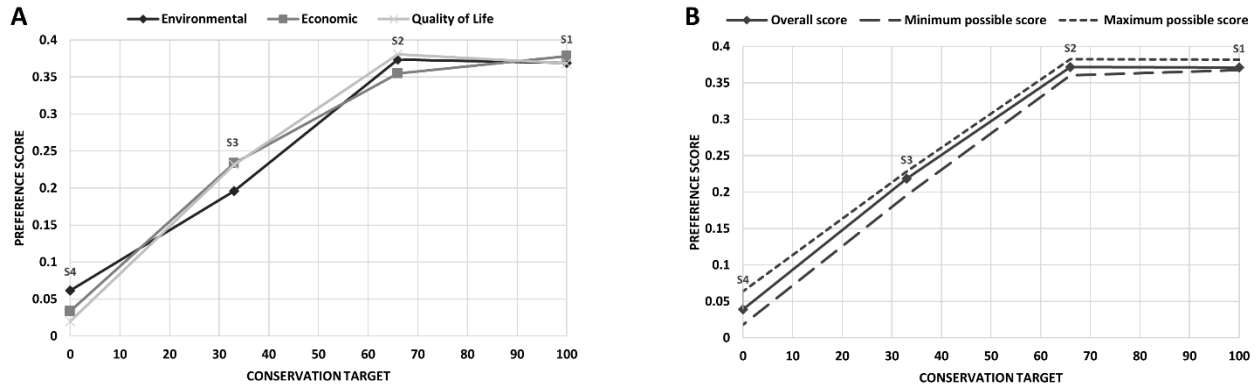 A
Environmental Economic Quality of Life
0.4
0.35
0.3
0.25
0.2
0.15
0.1
0.05
0
PREFERENCE SCORE
S4
S3
S2
S1
0 10 20 30 40 50 60 70 80 90 100
CONSERVATION TARGET
B
Overall score Minimum possible score Maximum possible score
0.4
0.35
0.3
0.25
0.2
0.15
0.1
0.05
0
PREFERENCE SCORE
S4
S3
S2
S1
0 10 20 30 40 50 60 70 80 90 100
CONSERVATION TARGET